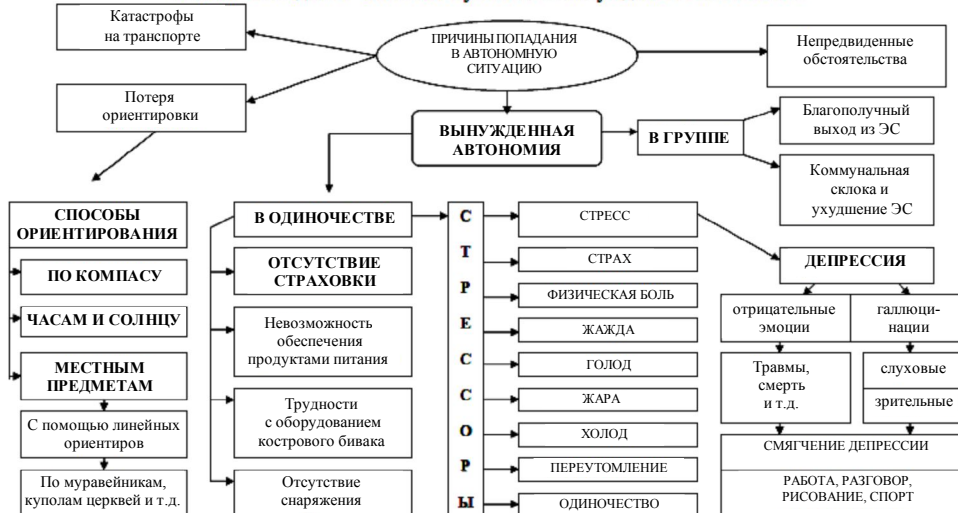 Катастрофы
на транспорте
ПРИЧИНЫ ПОПАДАНИЯ
В АВТОНОМНУЮ
СИТУАЦИЮ
Непредвиденные
обстоятельства
Потеря
ориентировки
ВЫНУЖДЕННАЯ
АВТОНОМИЯ
В ГРУППЕ
Благополучный
выход из ЭС
Коммунальная
склока и
ухудшение ЭС
СПОСОБЫ
ОРИЕНТИРОВАНИЯ
ПО КОМПАСУ
ЧАСАМ И СОЛНЦУ
МЕСТНЫМ
ПРЕДМЕТАМ
С помощью линейных
ориентиров
По муравейникам,
куполам церквей и т.д.
В ОДИНОЧЕСТВЕ
ОТСУТСТВИЕ
СТРАХОВКИ
Невозможность
обеспечения
продуктами питания
Трудности
с оборудованием
кострового бивака
Отсутствие
снаряжения
С
Т
Р
Е
С
С
О
Р
Ы
СТРЕСС
СТРАХ
ФИЗИЧЕСКАЯ БОЛЬ
ЖАЖДА
ГОЛОД
ЖАРА
ХОЛОД
ПЕРЕУТОМЛЕНИЕ
ОДИНОЧЕСТВО
ДЕПРЕССИЯ
отрицательные
эмоции
галлюци-
нации
Травмы,
смерть
и т.д.
слуховые
зрительные
СМЯГЧЕНИЕ ДЕПРЕССИИ
РАБОТА, РАЗГОВОР,
РИСОВАНИЕ, СПОРТ